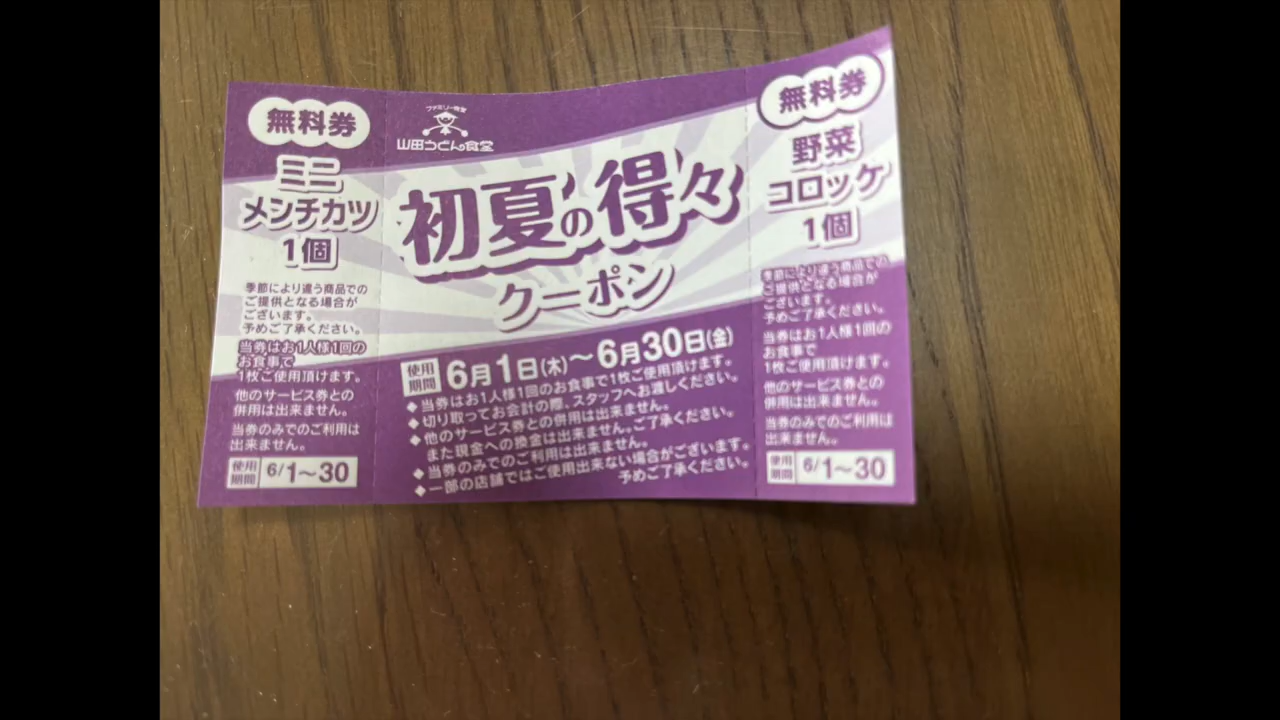 無料券
ミニ
メンチカツ
1個
季節により違う商品での
ご提供となる場合が
ございます。
予めご了承ください。
当券はお1人様1回の
お食事で
1枚ご使用頂けます。
他のサービス券との
併用は出来ません。
当券のみでのご利用は
出来ません。
使用期間 6/1〜30
ファミリー食堂
山田うどん食堂
初夏の得々
クーポン
使用期間 6月1日(木)〜6月30日(金)
◆当券はお1人様1回のお食事で1枚ご使用頂けます。
◆切り取ってお会計の際、スタッフへお渡しください。
◆他のサービス券との併用は出来ません。
また現金への換金は出来ません。ご了承ください。
◆当券のみでのご利用は出来ません。
◆一部の店舗ではご使用出来ない場合がございます。
予めご了承ください。
無料券
野菜
コロッケ
1個
季節により違う商品での
ご提供となる場合が
ございます。
予めご了承ください。
当券はお1人様1回の
お食事で
1枚ご使用頂けます。
他のサービス券との
併用は出来ません。
当券のみでのご利用は
出来ません。
使用期間 6/1〜30